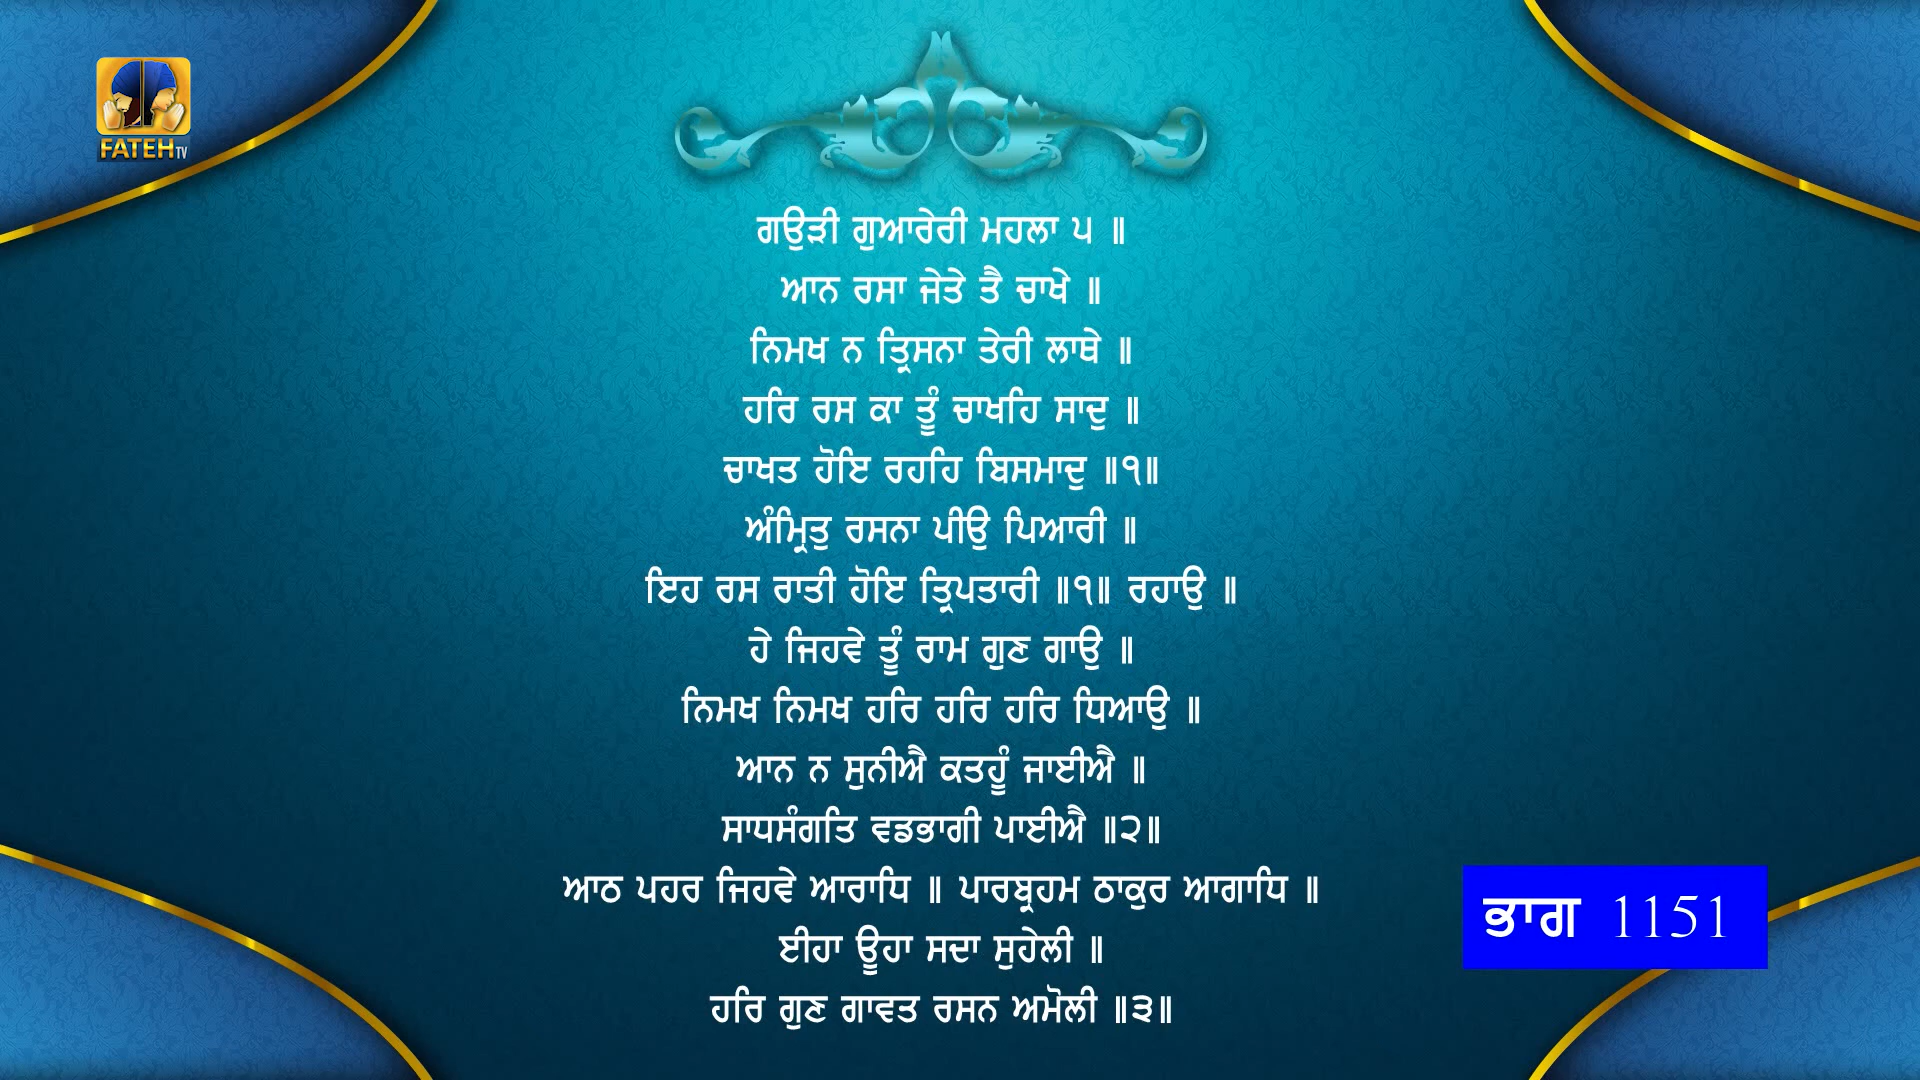 FATEH TV
ਗਉੜੀ ਗੁਆਰੇਰੀ ਮਹਲਾ ੫ ॥
ਆਨ ਰਸਾ ਜੇਤੇ ਤੈ ਚਾਖੇ ॥
ਨਿਮਖ ਨ ਤ੍ਰਿਸਨਾ ਤੇਰੀ ਲਾਥੇ ॥
ਹਰਿ ਰਸ ਕਾ ਤੂੰ ਚਾਖਹਿ ਸਾਦੁ ॥
ਚਾਖਤ ਹੋਇ ਰਹਹਿ ਬਿਸਮਾਦੁ ॥੧॥
ਅੰਮ੍ਰਿਤੁ ਰਸਨਾ ਪੀਉ ਪਿਆਰੀ ॥
ਇਹ ਰਸ ਰਾਤੀ ਹੋਇ ਤ੍ਰਿਪਤਾਰੀ ॥੧॥ ਰਹਾਉ ॥
ਹੇ ਜਿਹਵੇ ਤੂੰ ਰਾਮ ਗੁਣ ਗਾਉ ॥
ਨਿਮਖ ਨਿਮਖ ਹਰਿ ਹਰਿ ਹਰਿ ਧਿਆਉ ॥
ਆਨ ਨ ਸੁਨੀਐ ਕਤਹੂੰ ਜਾਈਐ ॥
ਸਾਧਸੰਗਤਿ ਵਡਭਾਗੀ ਪਾਈਐ ॥੨॥
ਆਠ ਪਹਰ ਜਿਹਵੇ ਆਰਾਧਿ ॥ ਪਾਰਬ੍ਰਹਮ ਠਾਕੁਰ ਆਗਾਧਿ ॥
ਈਹਾ ਊਹਾ ਸਦਾ ਸੁਹੇਲੀ ॥
ਹਰਿ ਗੁਣ ਗਾਵਤ ਰਸਨ ਅਮੋਲੀ ॥੩॥
ਭਾਗ 1151